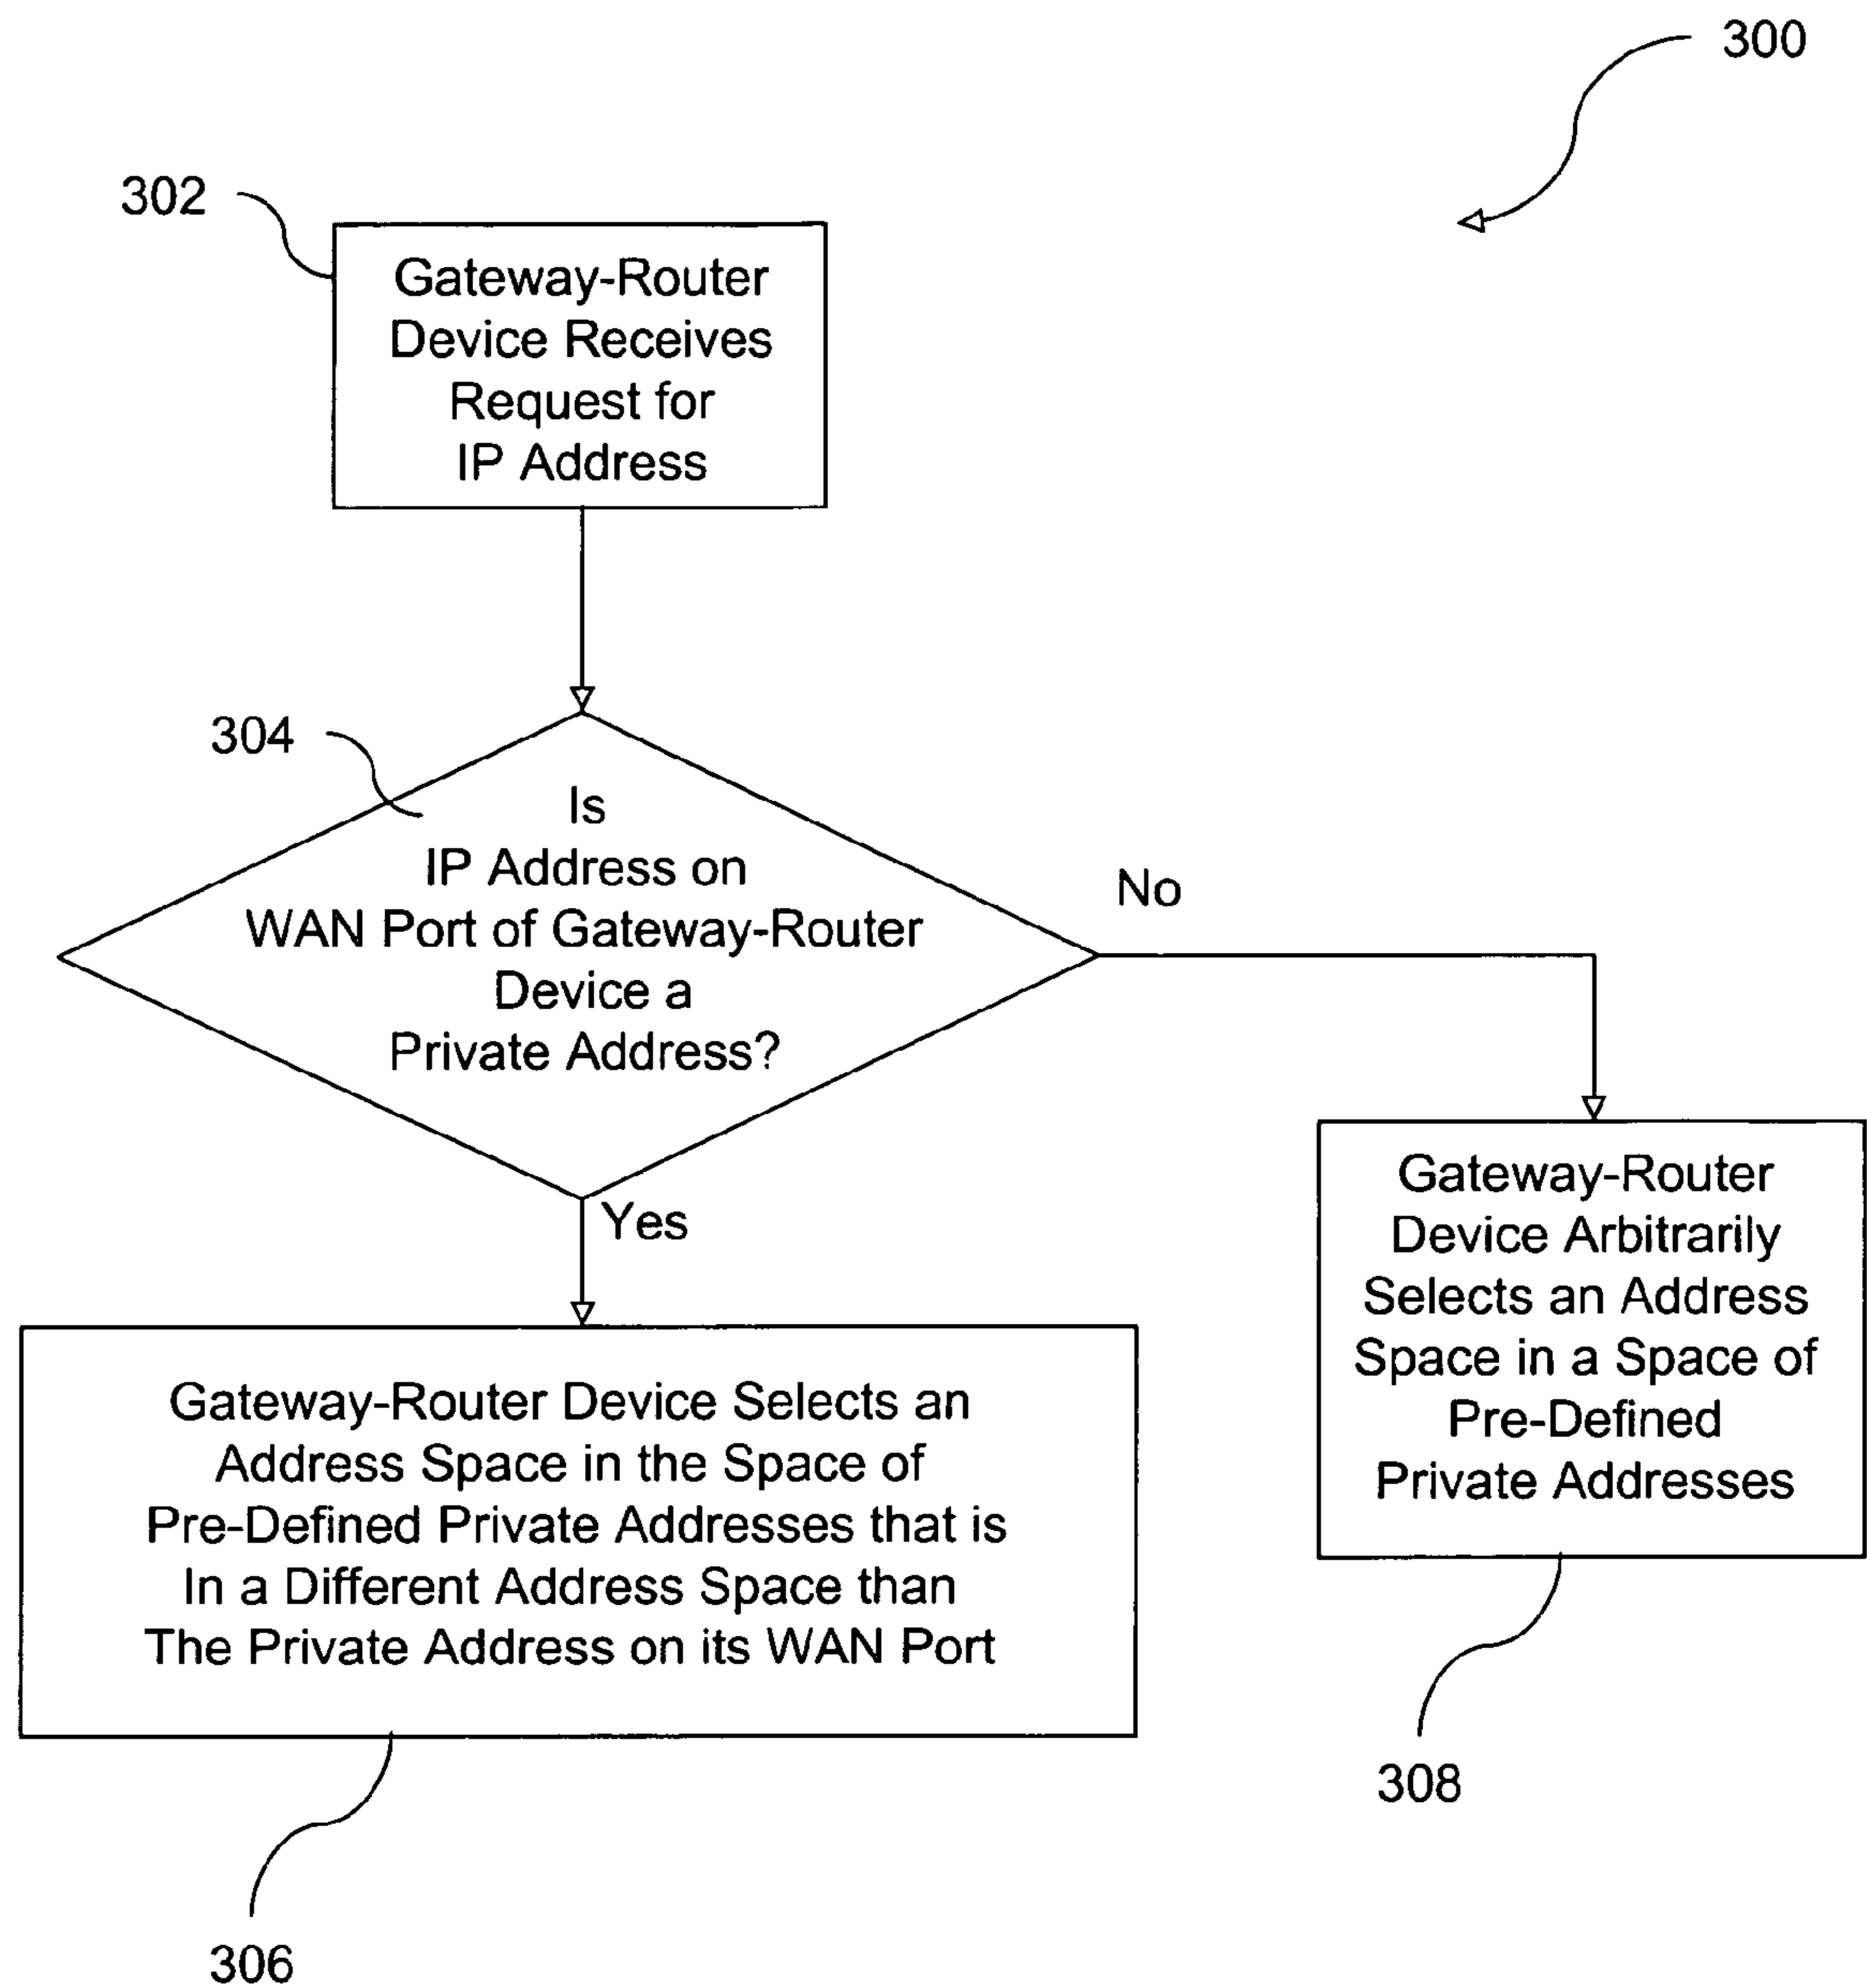 300
302
Gateway-Router
Device Receives
Request for
IP Address
304
Is
IP Address on
WAN Port of Gateway-Router
Device a
Private Address?
No
Yes
Gateway-Router
Device Arbitrarily
Selects an Address
Space in a Space of
Pre-Defined
Private Addresses
Gateway-Router Device Selects an
Address Space in the Space of
Pre-Defined Private Addresses that is
In a Different Address Space than
The Private Address on its WAN Port
308
306